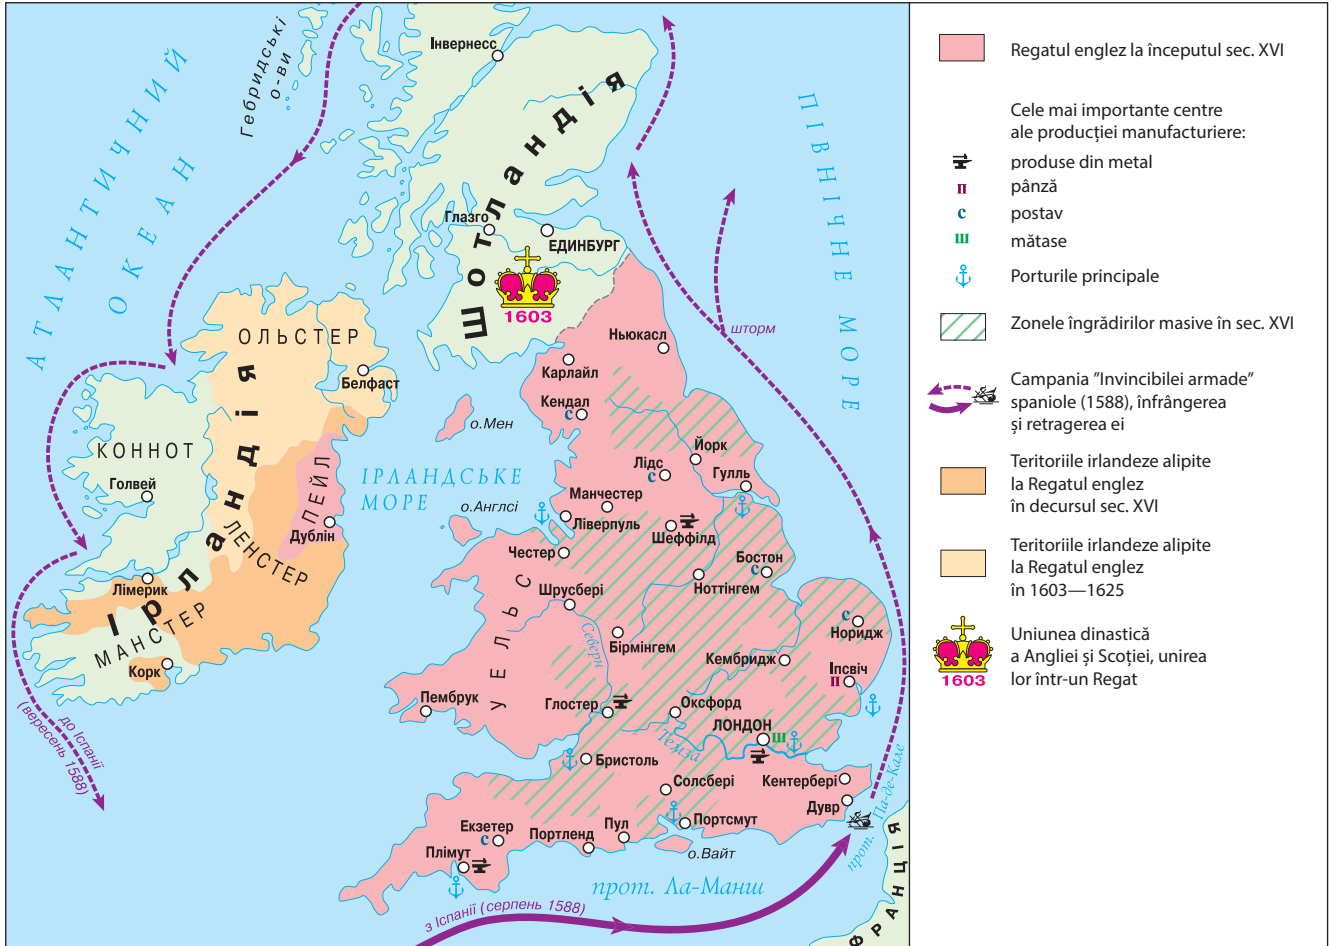 АТЛАНТИЧНИЙ
ОКЕАН
Гебридські
о-ви
Інвернесс
Шотландія
Глазго
ЕДИНБУРГ
1603
ПІВНІЧНЕ МОРЕ
шторм
Ньюкасл
Карлайл
Кендал
с
о.Мен
ОЛЬСТЕР
Белфаст
Ірландія
КОННОТ
Голвей
ПЕЙЛ
Дублін
ЛЕНСТЕР
Лімерик
МАНСТЕР
Корк
ІРЛАНДСЬКЕ
МОРЕ
о.Англсі
Йорк
Лідс
с
Гулль
Манчестер
Ліверпуль
Шеффілд
Честер
Бостон
с
Ноттінгем
Шрусбері
УЕЛЬС
Северн
Бірмінгем
с
Норидж
Кембридж
Іпсвіч
п
Пембрук
Глостер
Оксфорд
ЛОНДОН
ш
Темза
Бристоль
Солсбері
Кентербері
Дувр
Екзетер
с
Портленд
Пул
Портсмут
Плімут
о.Вайт
прот. Па-де-Кале
прот. Ла-Манш
ФРАНЦІЯ
до Іспанії
(вересень 1588)
з Іспанії (серпень 1588)
Regatul englez la începutul sec. XVI
Cele mai importante centre
ale producției manufacturiere:
produse din metal
п pânză
с postav
ш mătase
Porturile principale
Zonele îngrădirilor masive în sec. XVI
Campania "Invincibilei armade"
spaniole (1588), înfrângerea
și retragerea ei
Teritoriile irlandeze alipite
la Regatul englez
în decursul sec. XVI
Teritoriile irlandeze alipite
la Regatul englez
în 1603—1625
1603
Uniunea dinastică
a Angliei și Scoției, unirea
lor într-un Regat